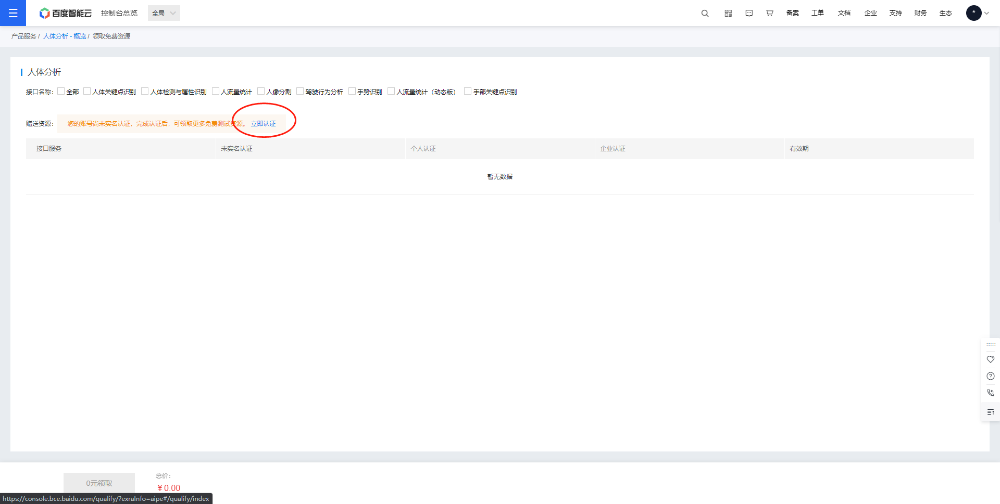 百度智能云 控制台总览 全局 备案 工单 文档 企业 支持 财务 生态 *
产品服务 / 人体分析 - 概览 / 领取免费资源
人体分析
接口名称： 全部 人体关键点识别 人体检测与属性识别 人流量统计 人像分割 驾驶行为分析 手势识别 人流量统计（动态版） 手部关键点识别
赠送资源： 您的账号尚未实名认证，完成认证后，可领取更多免费测试资源。 立即认证
接口服务 未实名认证 个人认证 企业认证 有效期
暂无数据
总价：
0元领取
￥0.00
https://console.bce.baidu.com/qualify/?exraInfo=aipe#/qualify/index